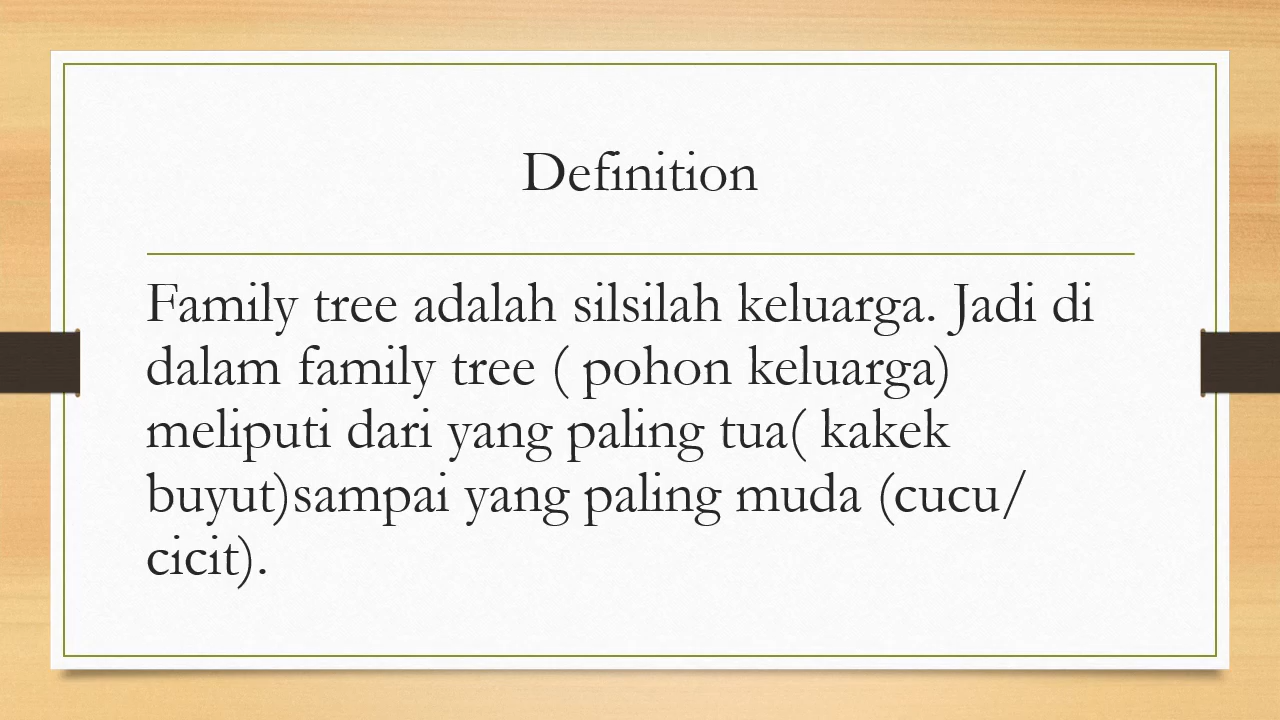 Definition
Family tree adalah silsilah keluarga. Jadi di
dalam family tree ( pohon keluarga)
meliputi dari yang paling tua( kakek
buyut)sampai yang paling muda (cucu/
cicit).